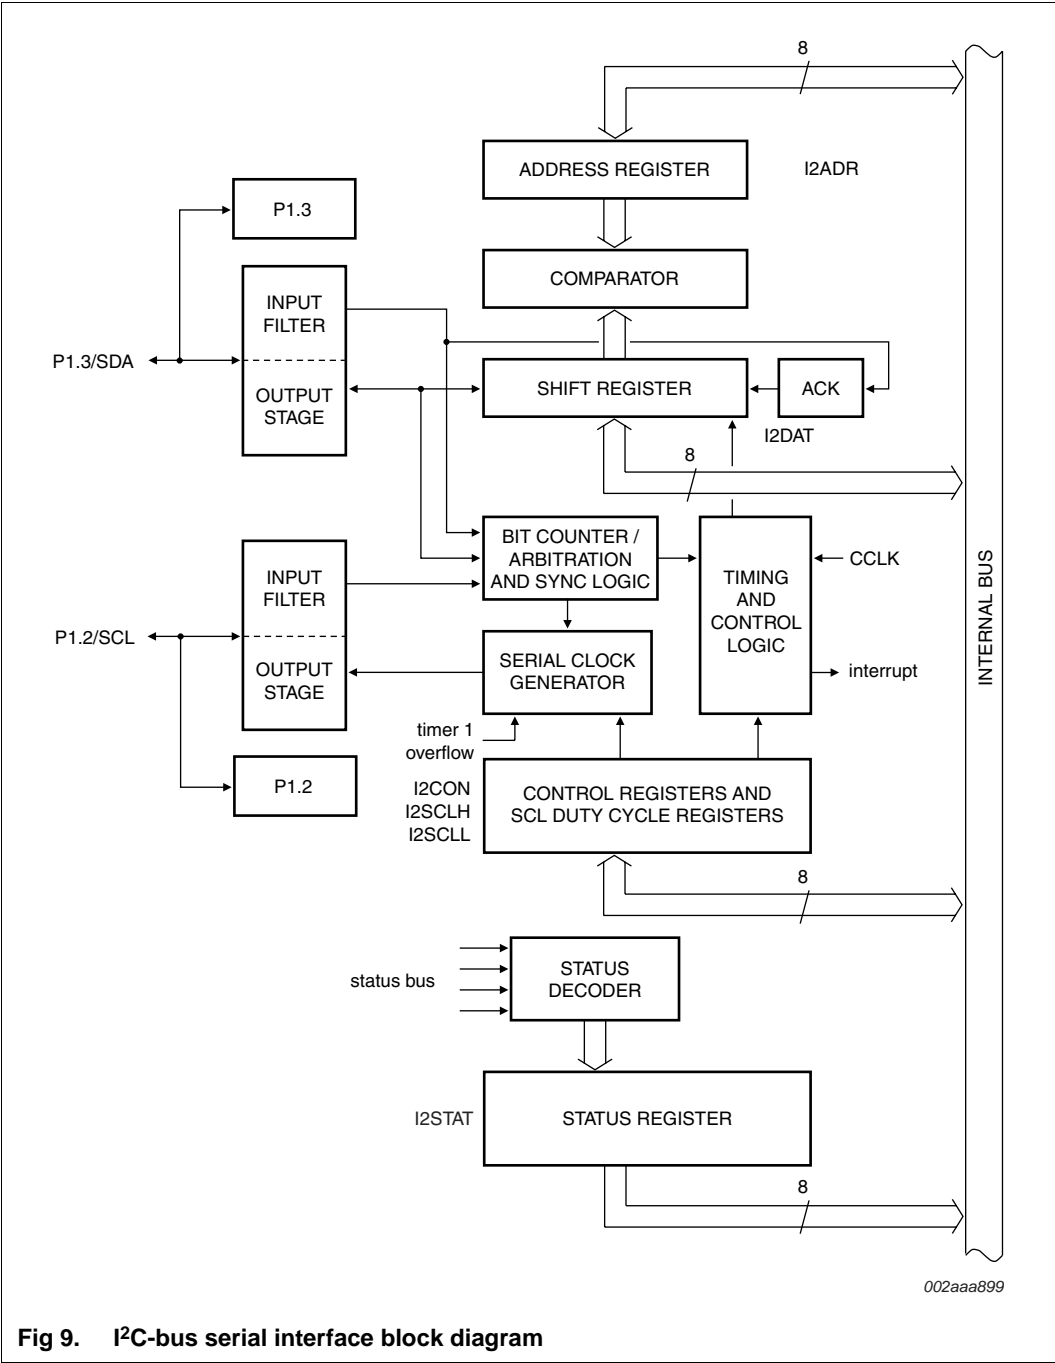 8
ADDRESS REGISTER
I2ADR
P1.3
COMPARATOR
INPUT
FILTER
P1.3/SDA
OUTPUT
STAGE
SHIFT REGISTER
ACK
I2DAT
8
BIT COUNTER /
ARBITRATION
AND SYNC LOGIC
INPUT
FILTER
TIMING
AND
CONTROL
LOGIC
CCLK
INTERNAL BUS
P1.2/SCL
OUTPUT
STAGE
SERIAL CLOCK
GENERATOR
interrupt
timer 1
overflow
P1.2
I2CON
I2SCLH
I2SCLL
CONTROL REGISTERS AND
SCL DUTY CYCLE REGISTERS
8
status bus
STATUS
DECODER
I2STAT
STATUS REGISTER
8
002aaa899
Fig 9. I²C-bus serial interface block diagram